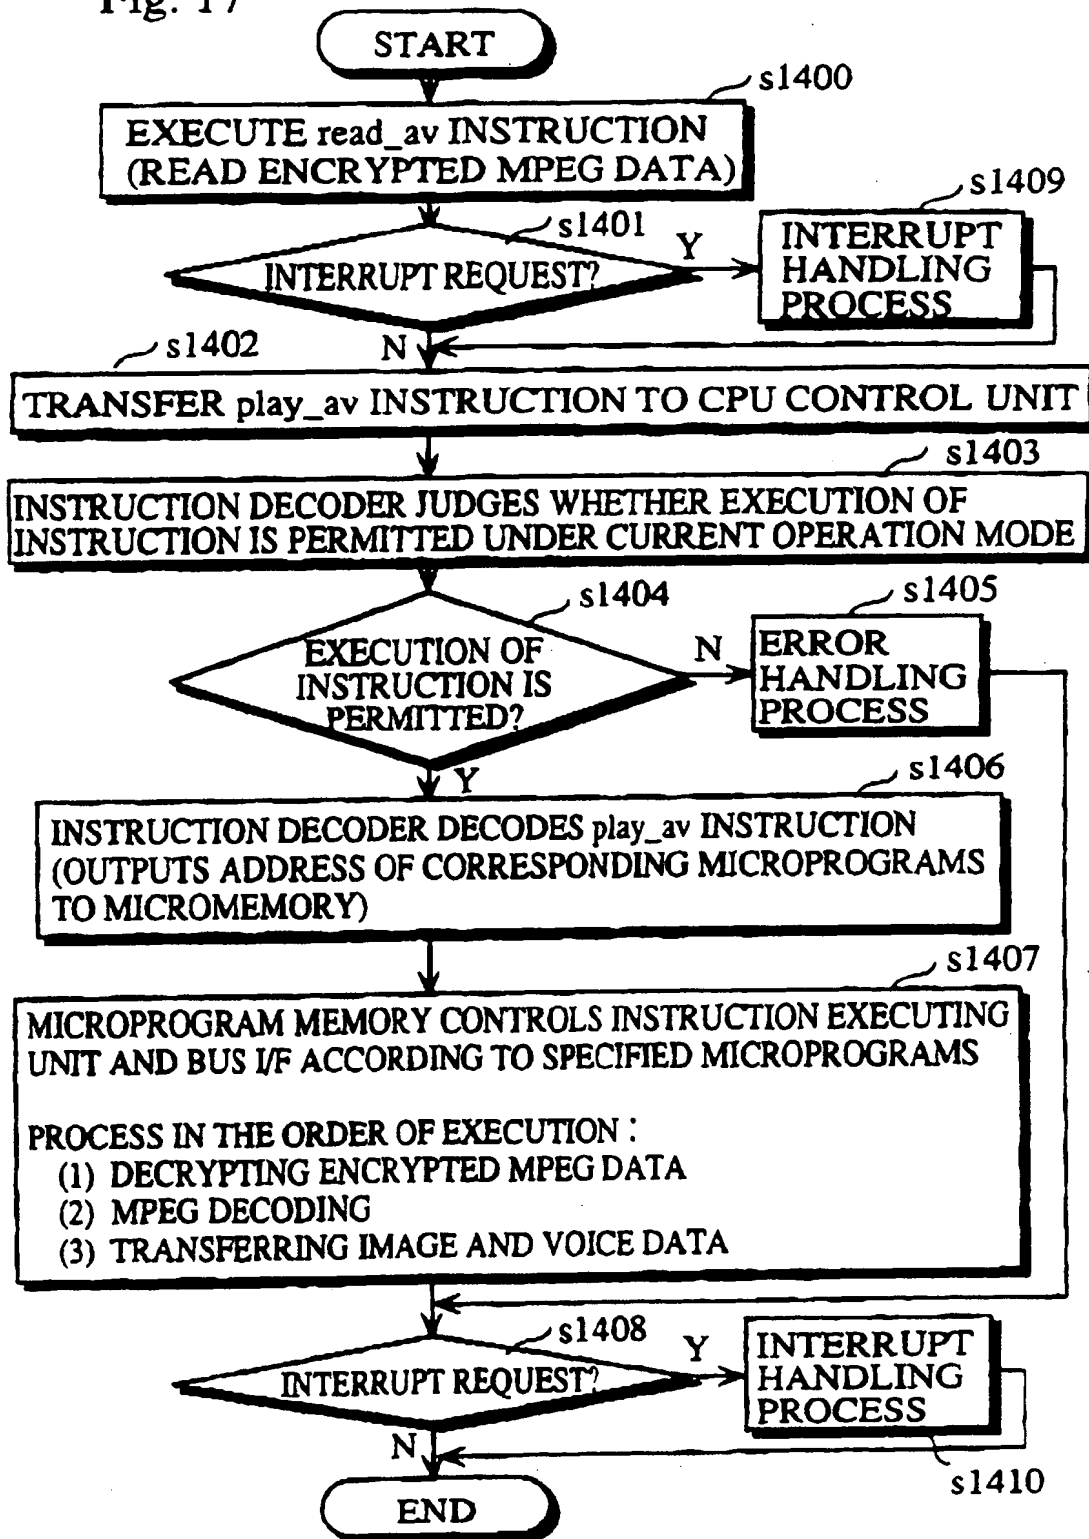 Fig. 17
START
s1400
EXECUTE read_av INSTRUCTION
(READ ENCRYPTED MPEG DATA)
s1409
s1401
INTERRUPT REQUEST?
Y
INTERRUPT
HANDLING
PROCESS
s1402
N
TRANSFER play_av INSTRUCTION TO CPU CONTROL UNIT
s1403
INSTRUCTION DECODER JUDGES WHETHER EXECUTION OF
INSTRUCTION IS PERMITTED UNDER CURRENT OPERATION MODE
s1404
s1405
EXECUTION OF
INSTRUCTION IS
PERMITTED?
N
ERROR
HANDLING
PROCESS
Y
s1406
INSTRUCTION DECODER DECODES play_av INSTRUCTION
(OUTPUTS ADDRESS OF CORRESPONDING MICROPROGRAMS
TO MICROMEMORY)
s1407
MICROPROGRAM MEMORY CONTROLS INSTRUCTION EXECUTING
UNIT AND BUS I/F ACCORDING TO SPECIFIED MICROPROGRAMS
PROCESS IN THE ORDER OF EXECUTION :
(1) DECRYPTING ENCRYPTED MPEG DATA
(2) MPEG DECODING
(3) TRANSFERRING IMAGE AND VOICE DATA
s1408
INTERRUPT REQUEST?
Y
INTERRUPT
HANDLING
PROCESS
N
s1410
END